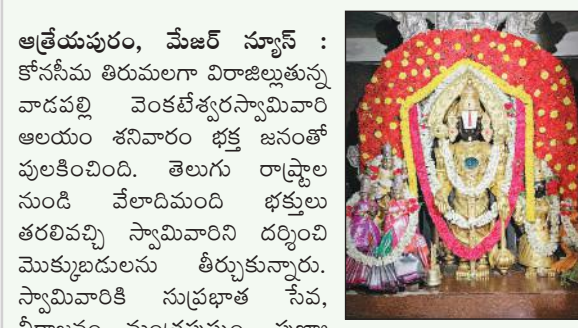 ఆత్రేయపురం, మేజర్ న్యూస్ :
కోనసీమ తిరుమలగా విరాజిల్లుతున్న
వాడపల్లి వెంకటేశ్వరస్వామివారి
ఆలయం శనివారం భక్త జనంతో
పులకించింది. తెలుగు రాష్ట్రాల
నుండి వేలాదిమంది భక్తులు
తరలివచ్చి స్వామివారిని దర్శించి
మొక్కుబడులను తీర్చుకున్నారు.
స్వామివారికి సుప్రభాత సేవ,